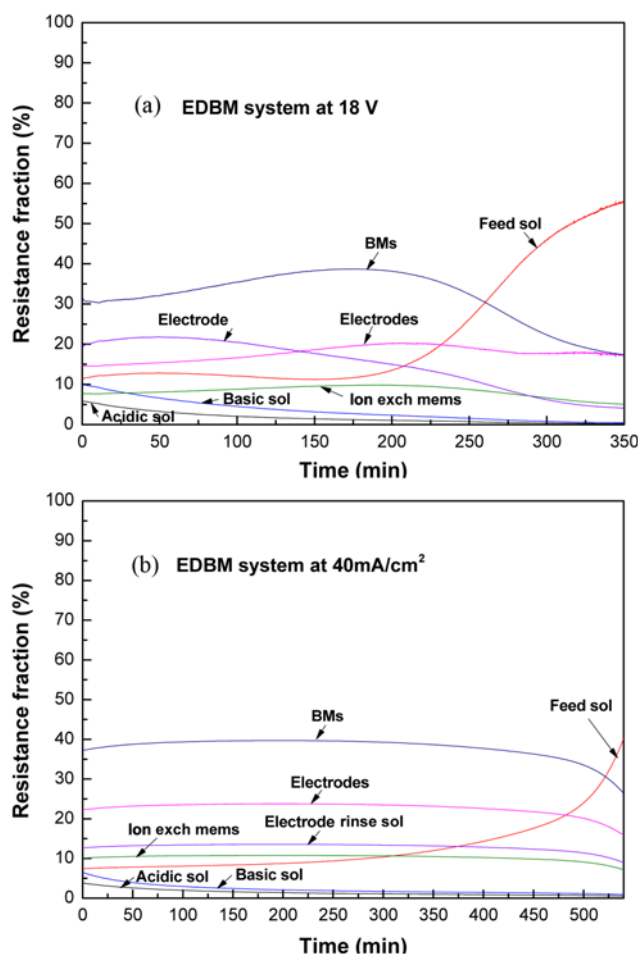 100
90
(a) EDBM system at 18 V
80
70
60
Feed sol
50
BMs
40
Electrode
Electrodes
30
20
10
Basic sol
Ion exch mems
Acidic sol
0
0 50 100 150 200 250 300 350
Resistance fraction (%)
Time (min)
100
90
(b) EDBM system at 40mA/cm²
80
70
60
Feed sol
50
BMs
40
Electrodes
30
Ion exch mems
Electrode rinse sol
20
10
Acidic sol
Basic sol
0
0 50 100 150 200 250 300 350 400 450 500
Resistance fraction (%)
Time (min)